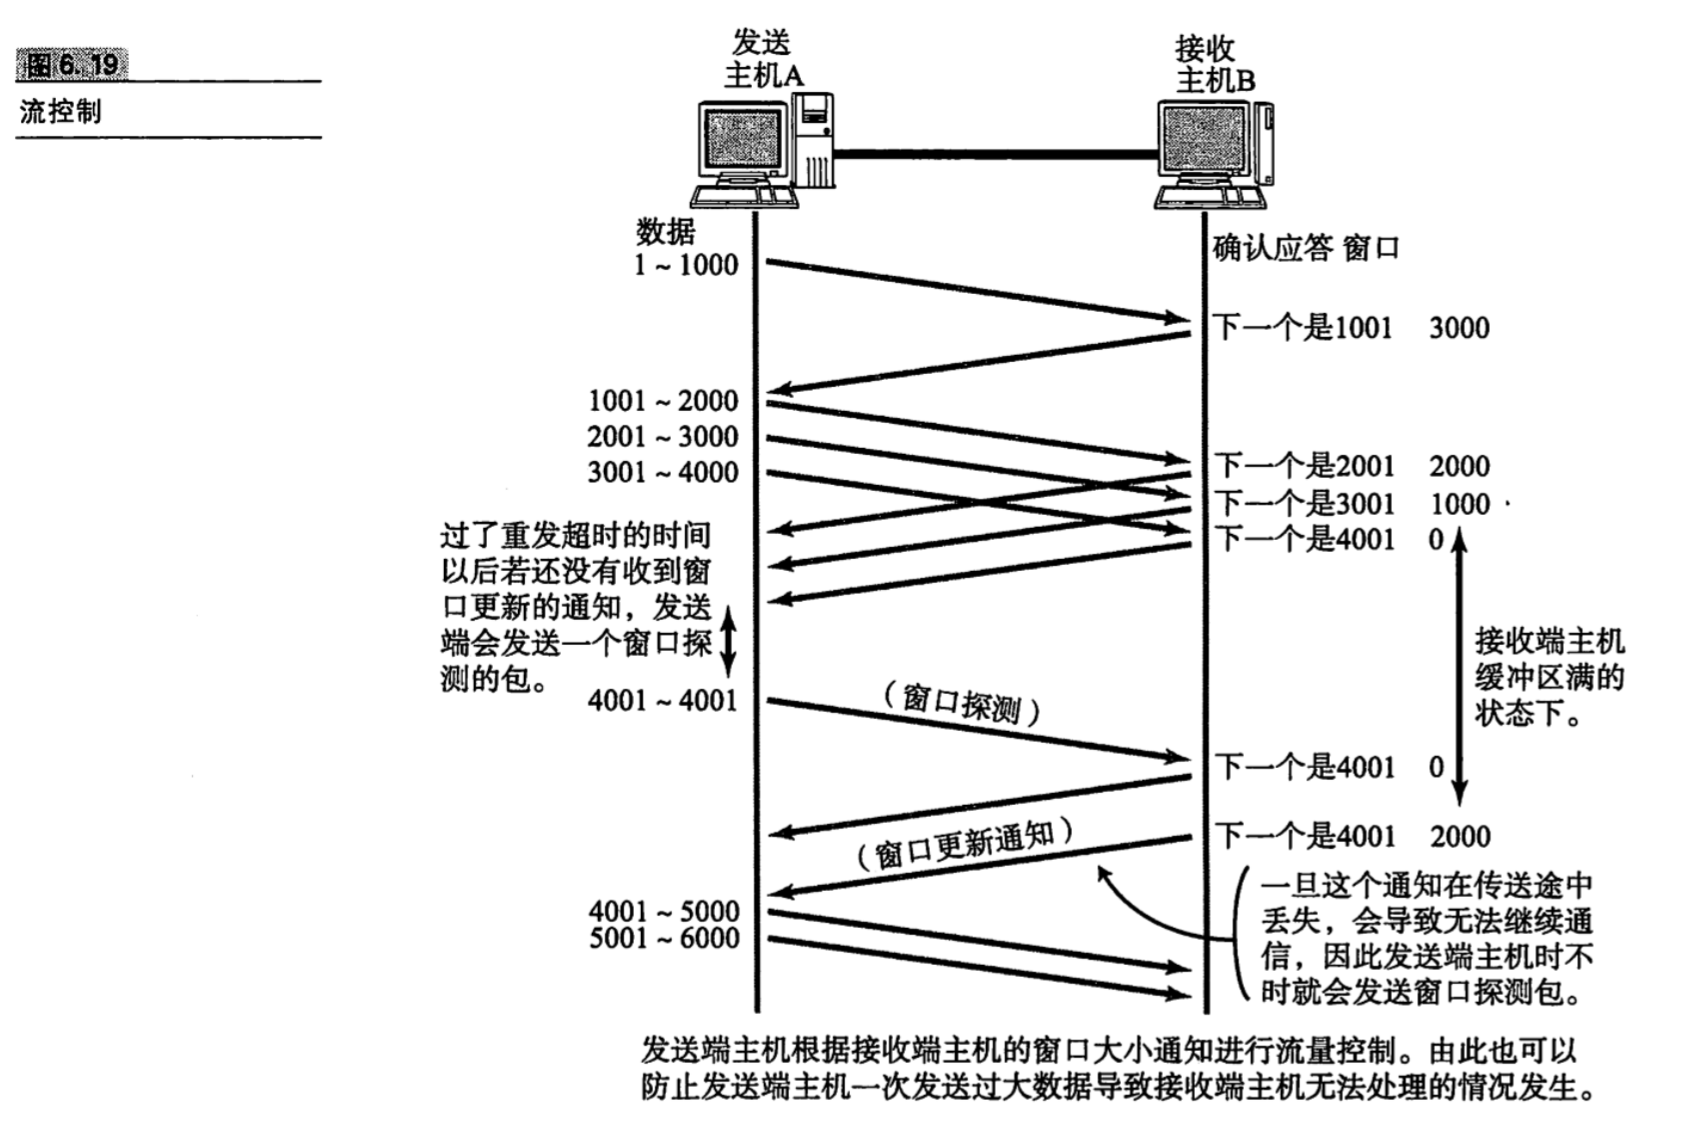 图6.19
流控制
发送
主机A
接收
主机B
数据
1~1000
确认应答 窗口
下一个是1001 3000
1001~2000
2001~3000
3001~4000
下一个是2001 2000
下一个是3001 1000
下一个是4001 0
过了重发超时的时间
以后若还没有收到窗
口更新的通知，发送
端会发送一个窗口探
测的包。
接收端主机
缓冲区满的
状态下。
4001~4001
（窗口探测）
下一个是4001 0
（窗口更新通知）
下一个是4001 2000
4001~5000
5001~6000
一旦这个通知在传送途中
丢失，会导致无法继续通
信，因此发送端主机时不
时就会发送窗口探测包。
发送端主机根据接收端主机的窗口大小通知进行流量控制。由此也可以
防止发送端主机一次发送过大数据导致接收端主机无法处理的情况发生。